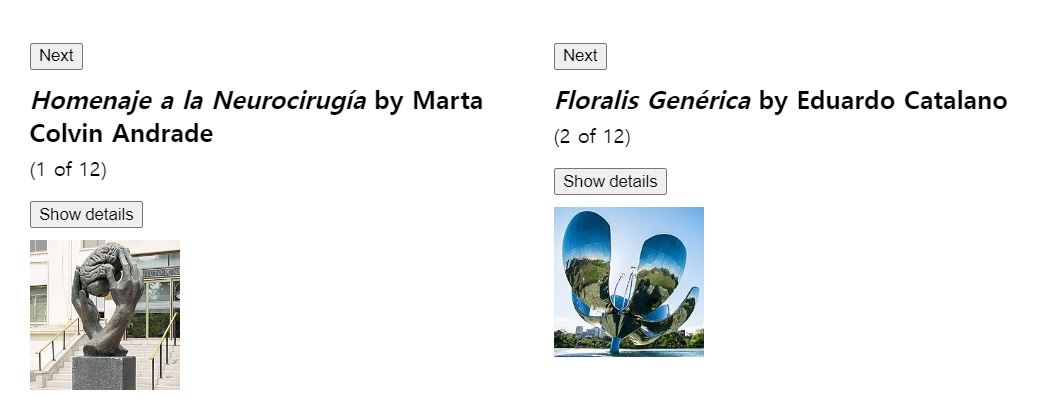 Next
Homenaje a la Neurocirugía by Marta
Colvin Andrade
(1 of 12)
Show details
Next
Floralis Genérica by Eduardo Catalano
(2 of 12)
Show details